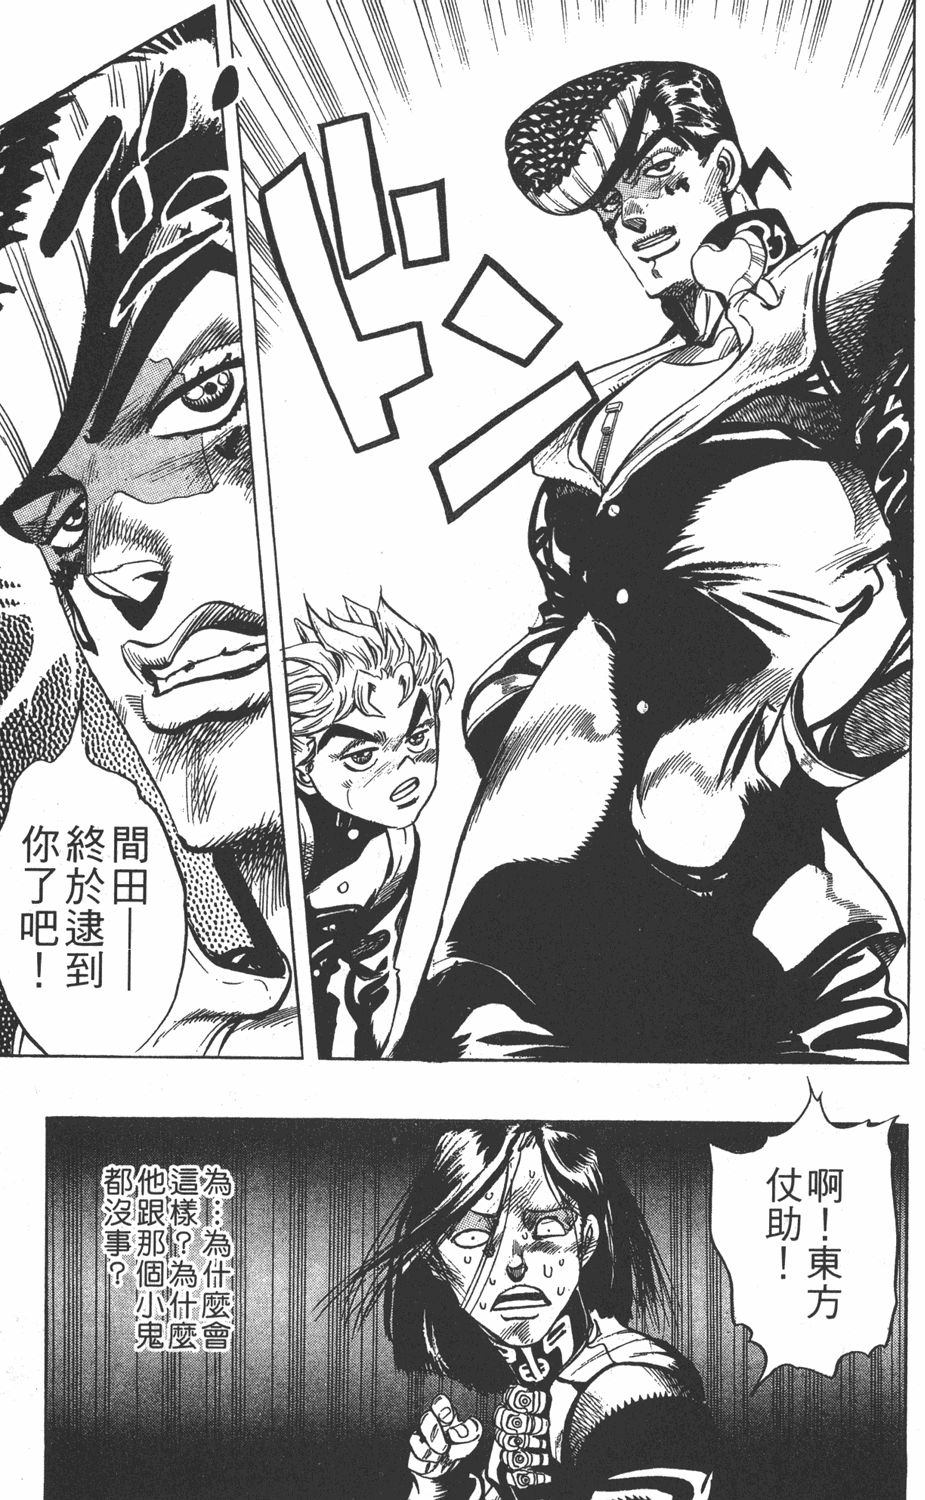 ドドン
間田——
終於逮到
你了吧！
啊！東方
仗助！
為…為什麼會
這樣？為什麼
他跟那個小鬼
都沒事？